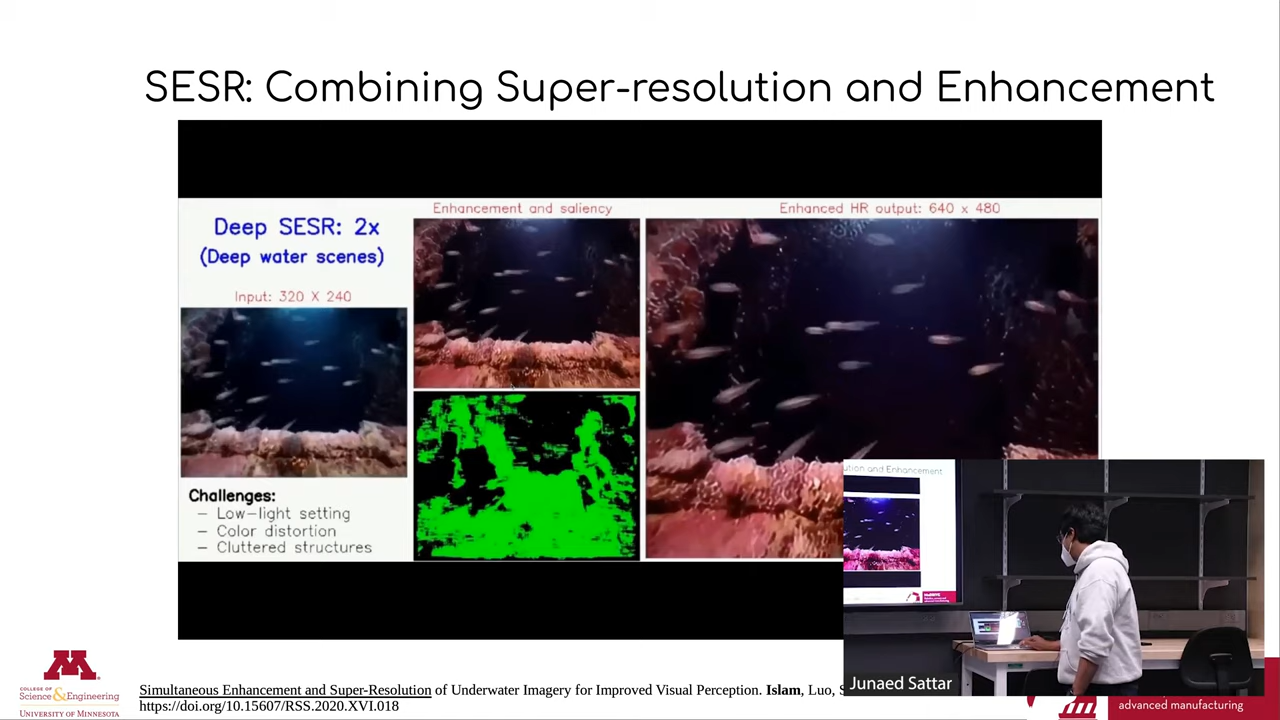 SESR: Combining Super-resolution and Enhancement
Deep SESR: 2x
(Deep water scenes)
Input: 320 X 240
Enhancement and saliency
Enhanced HR output: 640 x 480
Challenges:
– Low-light setting
– Color distortion
– Cluttered structures
ution and Enhancement
Junaed Sattar
COLLEGE OF
Science & Engineering
UNIVERSITY OF MINNESOTA
Simultaneous Enhancement and Super-Resolution of Underwater Imagery for Improved Visual Perception. Islam, Luo, S
https://doi.org/10.15607/RSS.2020.XVI.018
advanced manufacturing